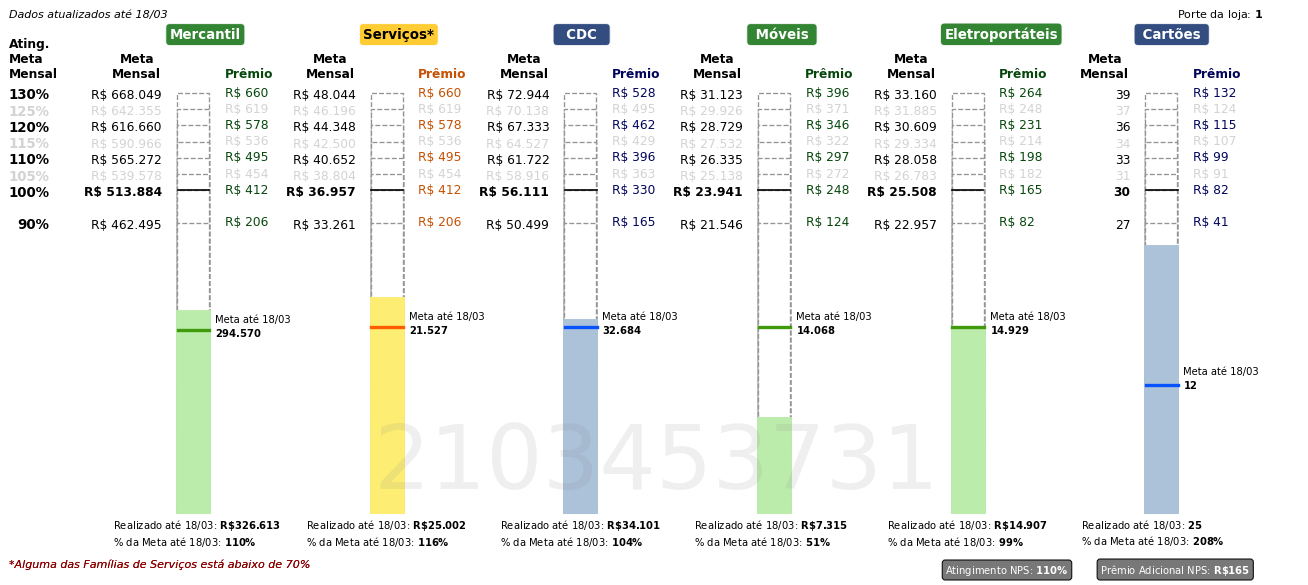 Dados atualizados até 18/03
Porte da loja: 1
Mercantil Serviços* CDC Móveis Eletroportáteis Cartões
Ating. Meta Mensal
Meta Mensal Prêmio Meta Mensal Prêmio Meta Mensal Prêmio Meta Mensal Prêmio Meta Mensal Prêmio Meta Mensal Prêmio
130% R$ 668.049 R$ 660 R$ 48.044 R$ 660 R$ 72.944 R$ 528 R$ 31.123 R$ 396 R$ 33.160 R$ 264 39 R$ 132
125% R$ 642.355 R$ 619 R$ 46.196 R$ 619 R$ 70.138 R$ 495 R$ 29.926 R$ 371 R$ 31.885 R$ 248 37 R$ 124
120% R$ 616.660 R$ 578 R$ 44.348 R$ 578 R$ 67.333 R$ 462 R$ 28.729 R$ 346 R$ 30.609 R$ 231 36 R$ 115
115% R$ 590.966 R$ 536 R$ 42.500 R$ 536 R$ 64.527 R$ 429 R$ 27.532 R$ 322 R$ 29.334 R$ 214 34 R$ 107
110% R$ 565.272 R$ 495 R$ 40.652 R$ 495 R$ 61.722 R$ 396 R$ 26.335 R$ 297 R$ 28.058 R$ 198 33 R$ 99
105% R$ 539.578 R$ 454 R$ 38.804 R$ 454 R$ 58.916 R$ 363 R$ 25.138 R$ 272 R$ 26.783 R$ 182 31 R$ 91
100% R$ 513.884 R$ 412 R$ 36.957 R$ 412 R$ 56.111 R$ 330 R$ 23.941 R$ 248 R$ 25.508 R$ 165 30 R$ 82
90% R$ 462.495 R$ 206 R$ 33.261 R$ 206 R$ 50.499 R$ 165 R$ 21.546 R$ 124 R$ 22.957 R$ 82 27 R$ 41
Meta até 18/03 Meta até 18/03 Meta até 18/03 Meta até 18/03 Meta até 18/03
294.570 21.527 32.684 14.068 14.929
Meta até 18/03
12
2103453731
Realizado até 18/03: R$326.613 Realizado até 18/03: R$25.002 Realizado até 18/03: R$34.101 Realizado até 18/03: R$7.315 Realizado até 18/03: R$14.907 Realizado até 18/03: 25
% da Meta até 18/03: 110% % da Meta até 18/03: 116% % da Meta até 18/03: 104% % da Meta até 18/03: 51% % da Meta até 18/03: 99% % da Meta até 18/03: 208%
*Alguma das Famílias de Serviços está abaixo de 70%
Atingimento NPS: 110% Prêmio Adicional NPS: R$165